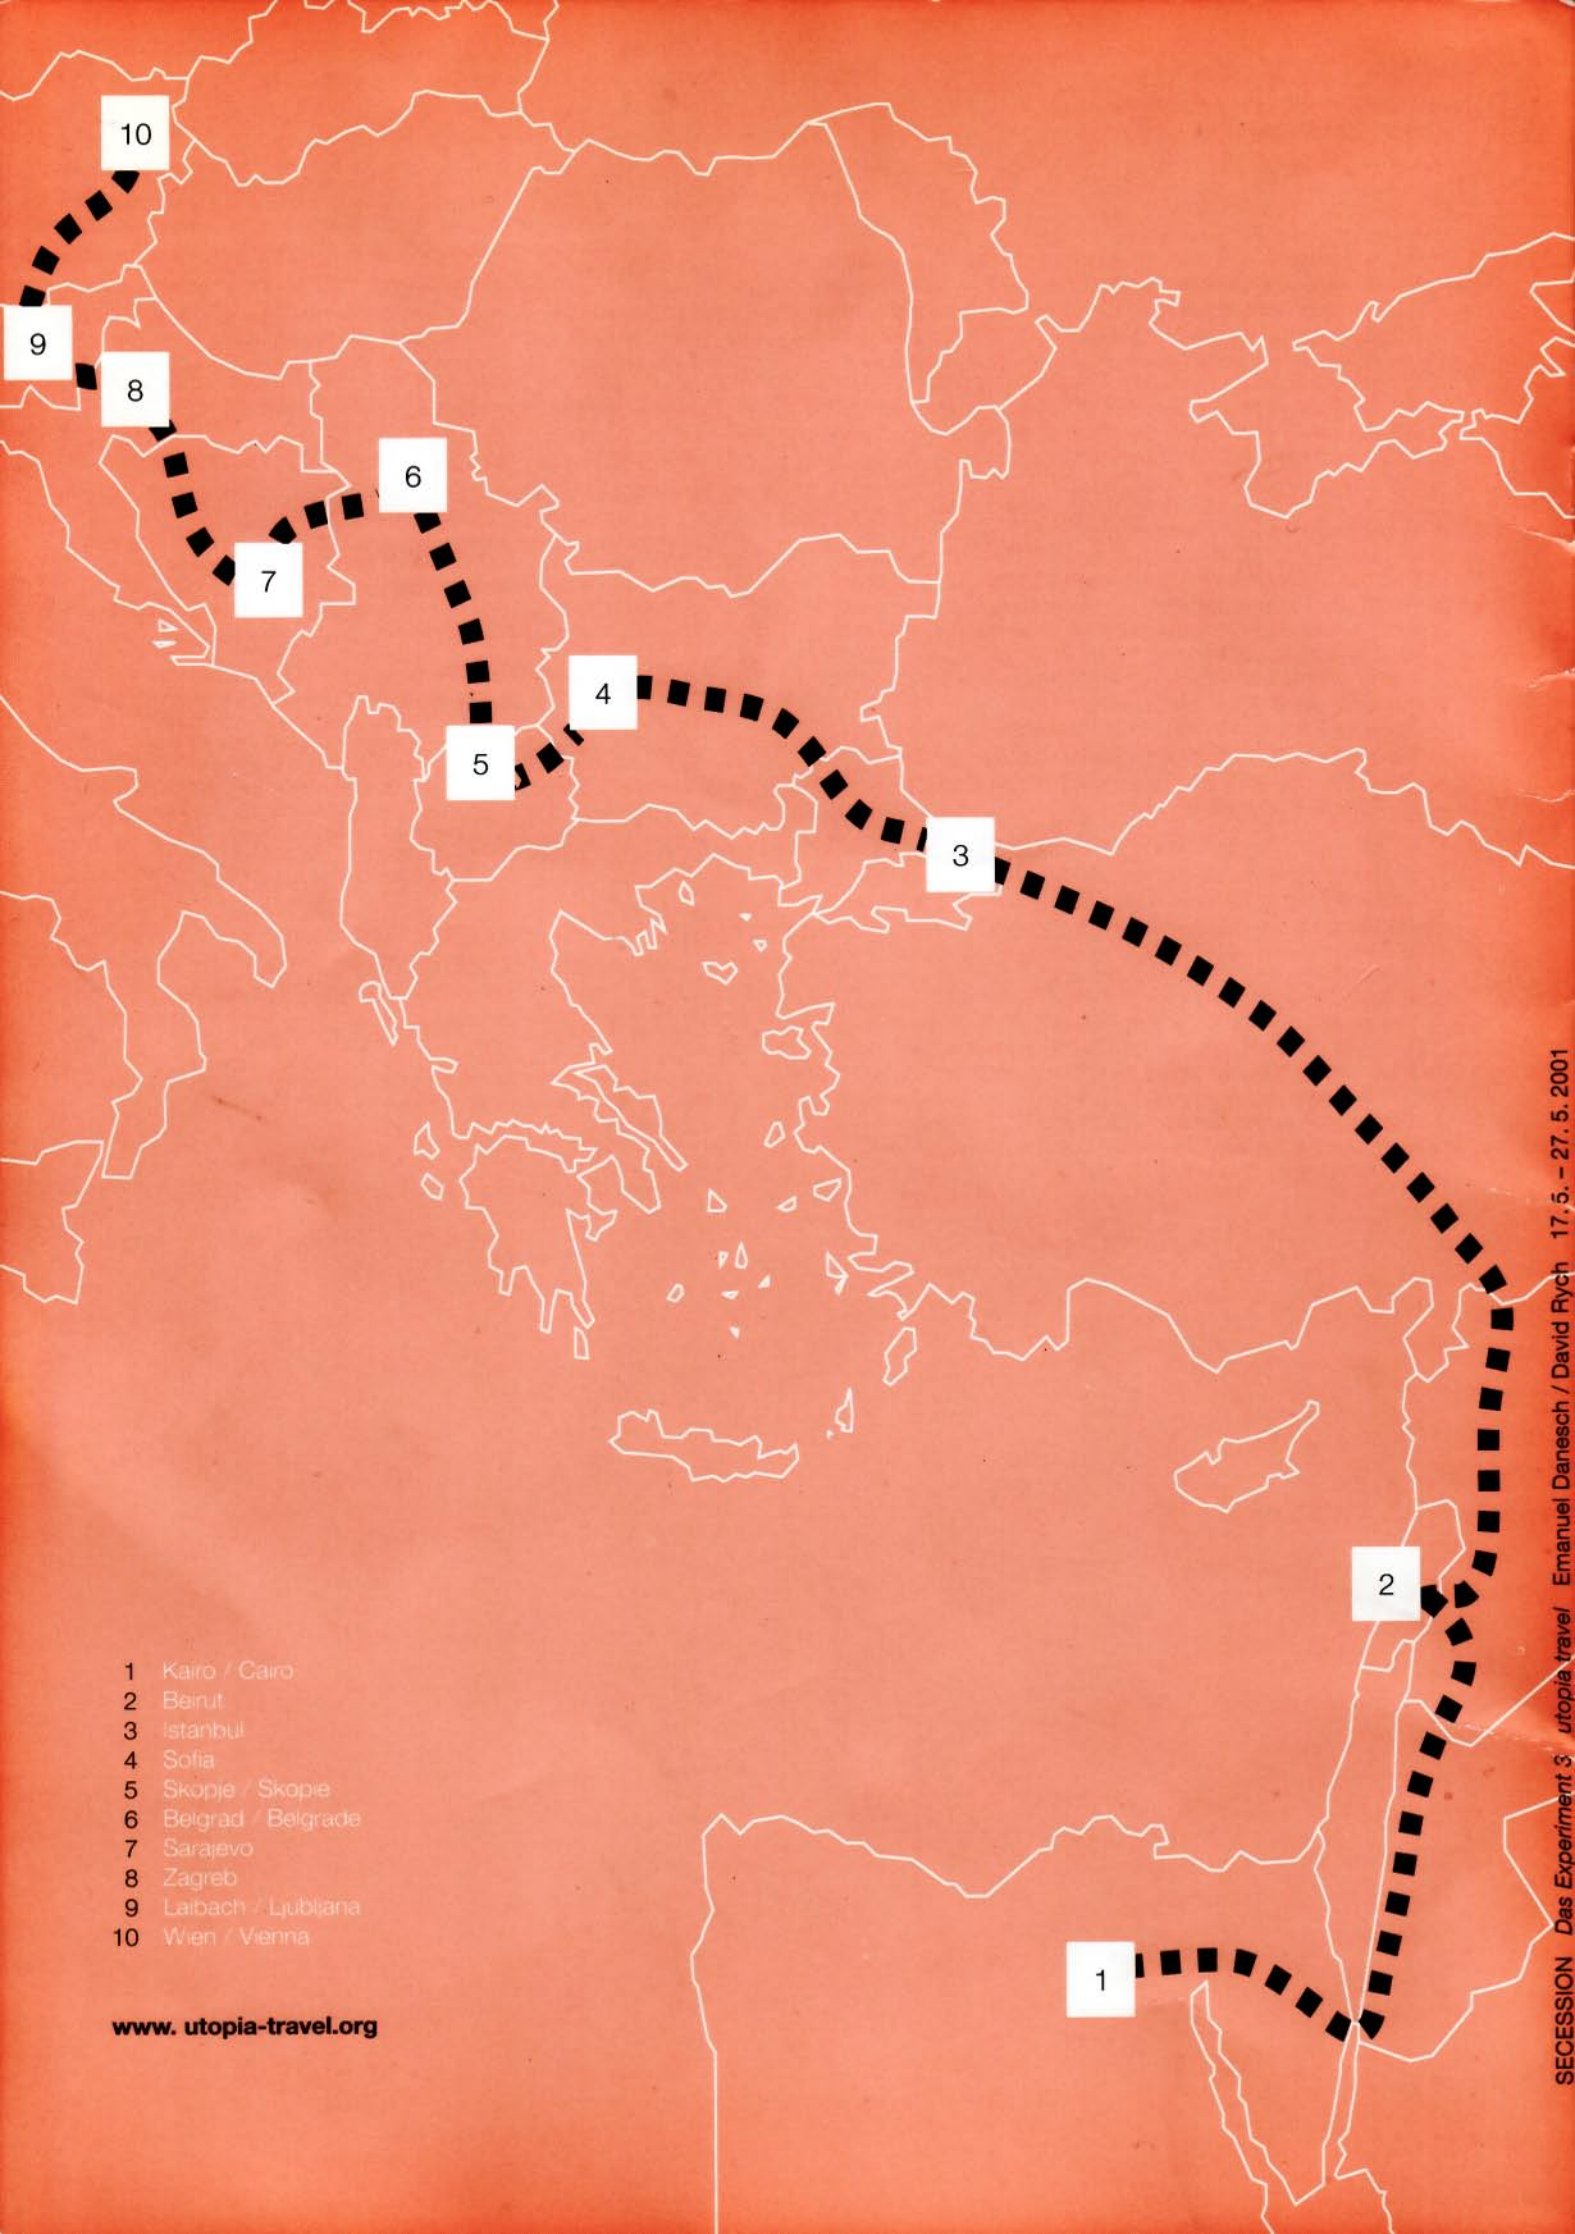 10
9
8
6
7
4
5
3
2
1
1 Kairo / Cairo
2 Beirut
3 Istanbul
4 Sofia
5 Skopje / Skopie
6 Belgrad / Belgrade
7 Sarajevo
8 Zagreb
9 Laibach / Ljubljana
10 Wien / Vienna
www. utopia-travel.org
SECESSION Das Experiment 3 utopia travel Emanuel Danesch / David Rych 17. 5. – 27. 5. 2001